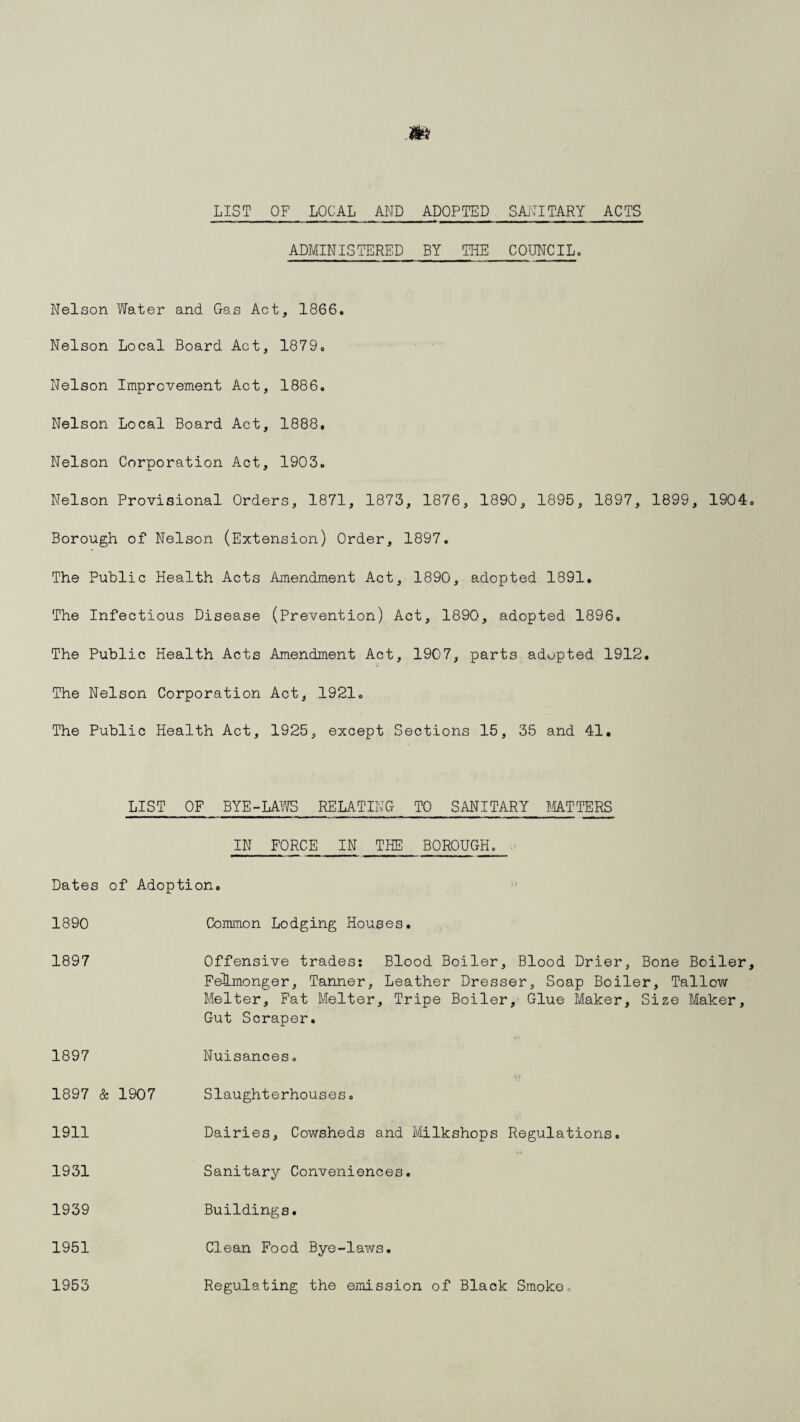 LIST OF LOCAL AND ADOPTED SANITARY ACTS
ADMINISTERED BY THE COUNCIL.
Nelson Water and Gas Act, 1866.
Nelson Local Board Act, 1879.
Nelson Improvement Act, 1886.
Nelson Local Board Act, 1888.
Nelson Corporation Act, 1903.
Nelson Provisional Orders, 1871, 1873, 1876, 1890, 1895, 1897, 1899, 1904.
Borough of Nelson (Extension) Order, 1897.
The Public Health Acts Amendment Act, 1890, adopted 1891.
The Infectious Disease (Prevention) Act, 1890, adopted 1896.
The Public Health Acts Amendment Act, 1907, parts adopted 1912.
The Nelson Corporation Act, 1921.
The Public Health Act, 1925, except Sections 15, 35 and 41.
LIST OF BYE-LAWS RELATING TO SANITARY MATTERS
IN FORCE IN THE BOROUGH.
Dates of Adoption.
1890 Common Lodging Houses.
1897 Offensive trades: Blood Boiler, Blood Drier, Bone Boiler,
Fellmonger, Tanner, Leather Dresser, Soap Boiler, Tallow
Melter, Fat Melter, Tripe Boiler, Glue Maker, Size Maker,
Gut Scraper.
1897 Nuisances.
1897 & 1907 Slaughterhouses.
1911 Dairies, Cowsheds and Milkshops Regulations.
1931 Sanitary Conveniences.
1939 Buildings.
1951 Clean Food Bye-laws.
1953 Regulating the emission of Black Smoke.